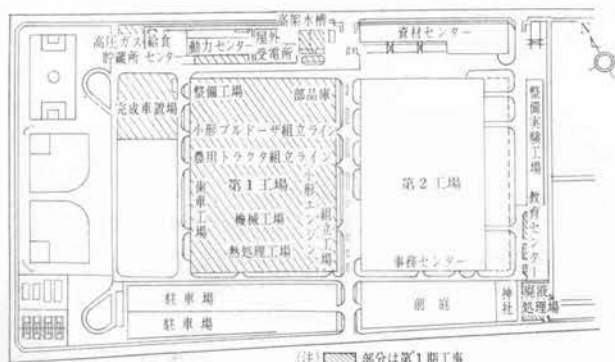 高架水槽
高圧ガス
貯蔵所
給食
センター
動力センター
屋外
受電所
資材センター
完成車置場
整備工場
部品庫
小形ブルドーザ組立ライン
農用トラクタ組立ライン
第1工場
歯車工場
機械工場
熱処理工場
小形エンジン
組立工場
第2工場
事務センター
整備実験工場
教育センター
駐車場
駐車場
前庭
神社
廃液
処理場
(注) 部分は第1期工事